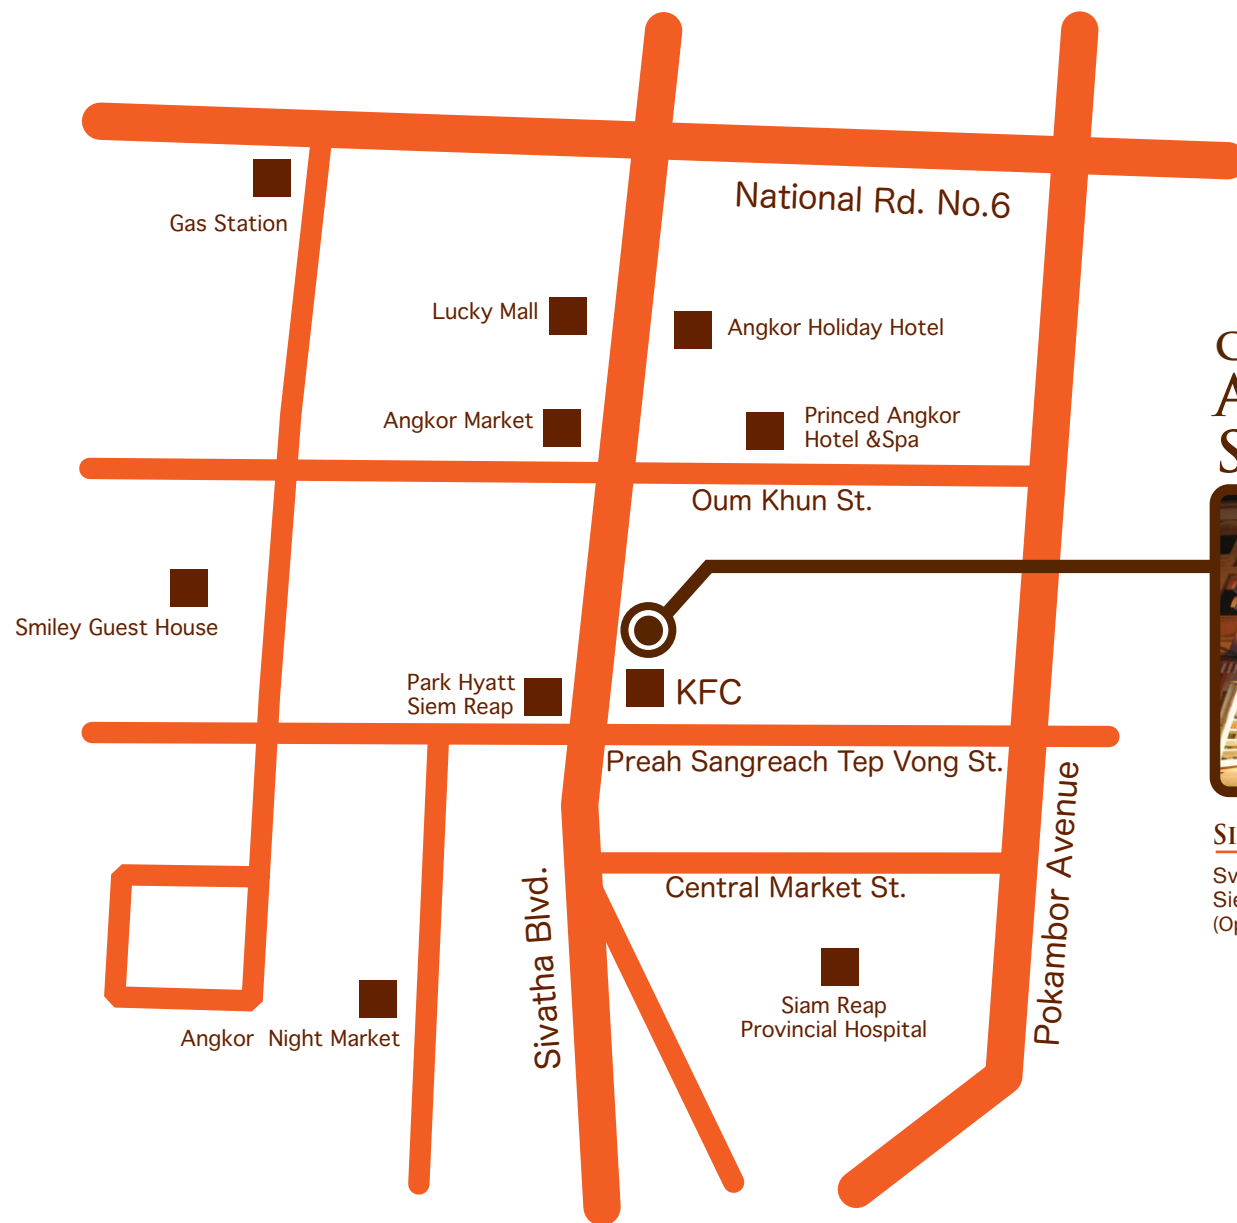 National Rd. No.6
Gas Station
Lucky Mall
Angkor Holiday Hotel
Angkor Market
Princed Angkor
Hotel &Spa
Oum Khun St.
Smiley Guest House
Park Hyatt
Siem Reap
KFC
Preah Sangreach Tep Vong St.
Pokambor Avenue
Central Market St.
Sivatha Blvd.
Siam Reap
Provincial Hospital
Angkor Night Market